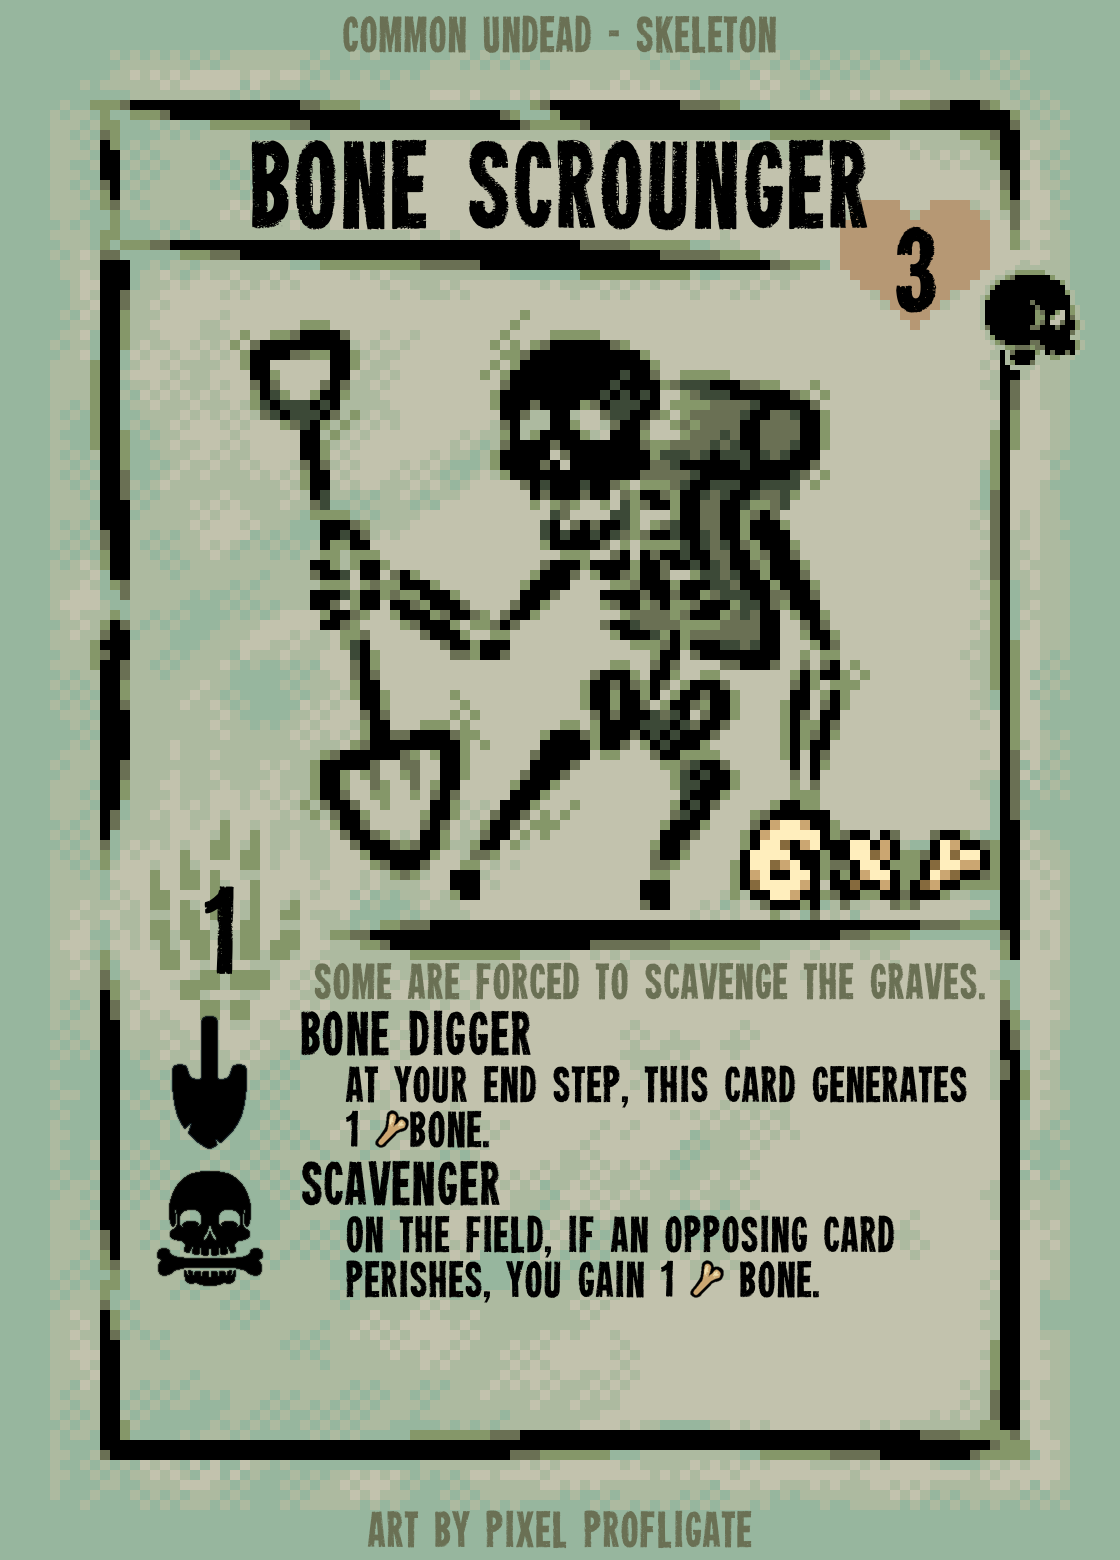 COMMON UNDEAD - SKELETON
BONE SCROUNGER
3
6 X
1
SOME ARE FORCED TO SCAVENGE THE GRAVES.
BONE DIGGER
AT YOUR END STEP, THIS CARD GENERATES
1 BONE.
SCAVENGER
ON THE FIELD, IF AN OPPOSING CARD
PERISHES, YOU GAIN 1 BONE.
ART BY PIXEL PROFLIGATE